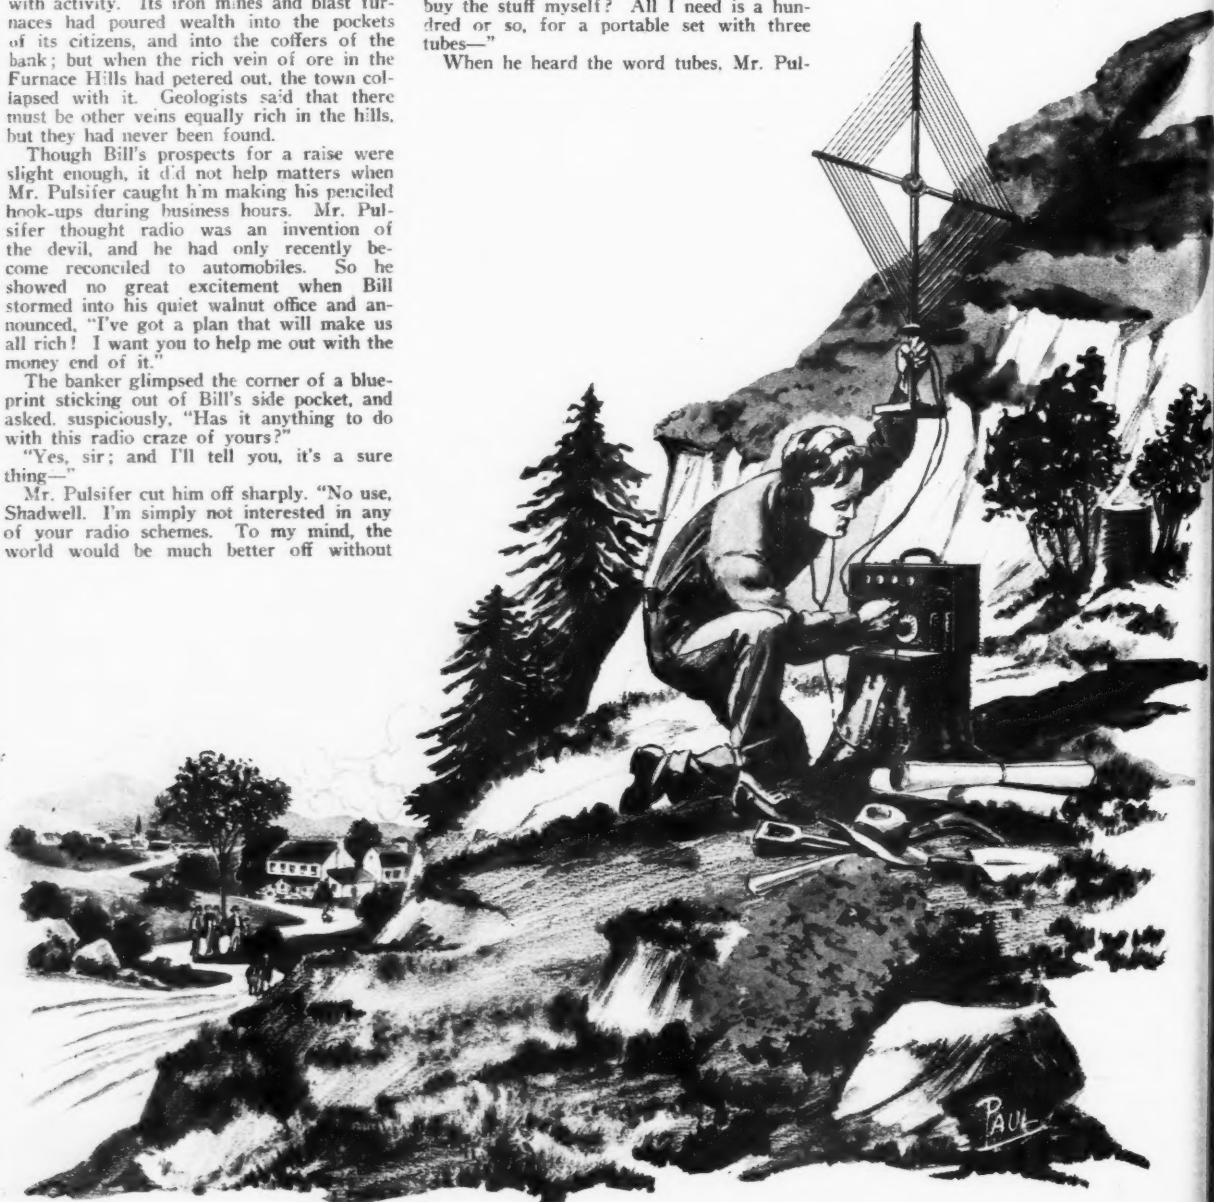 with activity. Its iron mines and blast fur-
naces had poured wealth into the pockets
of its citizens, and into the coffers of the
bank; but when the rich vein of ore in the
Furnace Hills had petered out, the town col-
lapsed with it. Geologists said that there
must be other veins equally rich in the hills,
but they had never been found.
Though Bill's prospects for a raise were
slight enough, it did not help matters when
Mr. Pulsifer caught him making his penciled
hook-ups during business hours. Mr. Pul-
sifer thought radio was an invention of
the devil, and he had only recently be-
come reconciled to automobiles. So he
showed no great excitement when Bill
stormed into his quiet walnut office and an-
nounced, "I've got a plan that will make us
all rich! I want you to help me out with the
money end of it."
The banker glimpsed the corner of a blue-
print sticking out of Bill's side pocket, and
asked, suspiciously, "Has it anything to do
with this radio craze of yours?"
"Yes, sir; and I'll tell you, it's a sure
thing—"
Mr. Pulsifer cut him off sharply. "No use,
Shadwell. I'm simply not interested in any
of your radio schemes. To my mind, the
world would be much better off without
buy the stuff myself? All I need is a hun-
dred or so, for a portable set with three
tubes—"
When he heard the word tubes, Mr. Pul-
PAUL